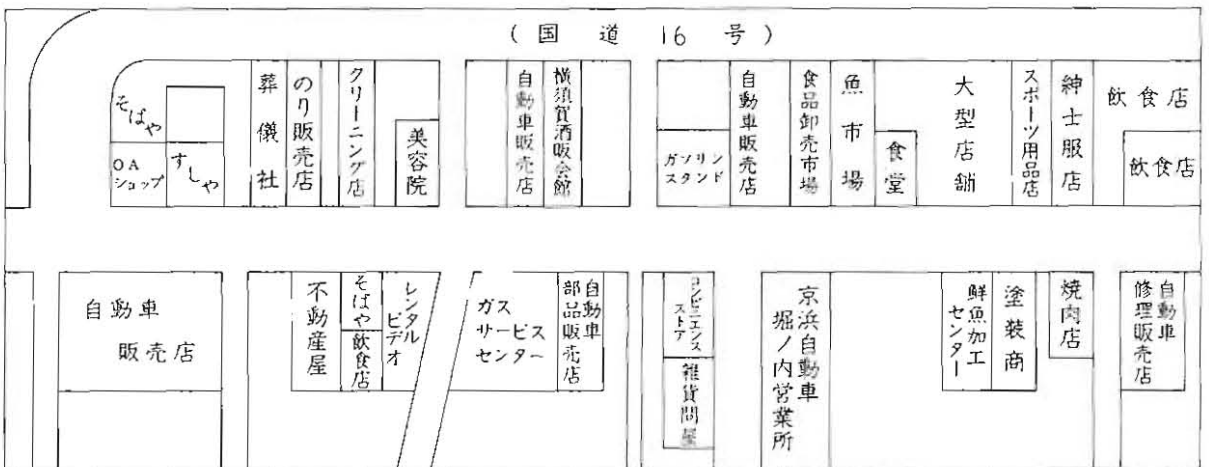 （国道16号）
そばや
OA
ショップ
すしや
葬儀社
のり販売店
クリーニング店
美容院
自動車販売店
横須賀酒販会館
ガソリン
スタンド
自動車販売店
食品卸売市場
魚市場
食堂
大型店舗
スポーツ用品店
紳士服店
飲食店
飲食店
自動車
販売店
不動産屋
そばや
飲食店
レンタル
ビデオ
ガス
サービス
センター
自動車
部品販売店
コンビニエンス
ストア
雑貨問屋
京浜自動車
堀ノ内営業所
鮮魚加工
センター
塗装商
焼肉店
自動車
修理販売店